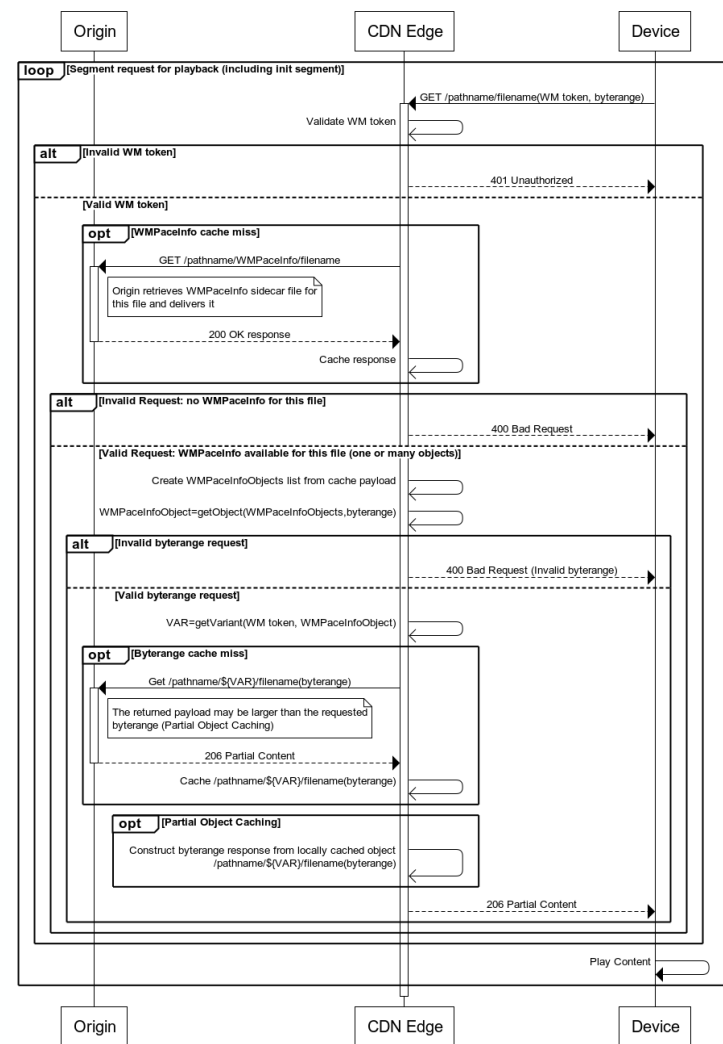 Origin
CDN Edge
Device
loop
[Segment request for playback (including init segment)]
GET /pathname/filename(WM token, byterange)
Validate WM token
alt
[Invalid WM token]
401 Unauthorized
[Valid WM token]
opt
[WMPaceInfo cache miss]
GET /pathname/WMPaceInfo/filename
Origin retrieves WMPaceInfo sidecar file for
this file and delivers it
200 OK response
Cache response
alt
[Invalid Request: no WMPaceInfo for this file]
400 Bad Request
[Valid Request: WMPaceInfo available for this file (one or many objects)]
Create WMPaceInfoObjects list from cache payload
WMPaceInfoObject=getObject(WMPaceInfoObjects,byterange)
alt
[Invalid byterange request]
400 Bad Request (Invalid byterange)
[Valid byterange request]
VAR=getVariant(WM token, WMPaceInfoObject)
opt
[Byterange cache miss]
Get /pathname/${VAR}/filename(byterange)
The returned payload may be larger than the requested
byterange (Partial Object Caching)
206 Partial Content
Cache /pathname/${VAR}/filename(byterange)
opt
[Partial Object Caching]
Construct byterange response from locally cached object
/pathname/${VAR}/filename(byterange)
206 Partial Content
Play Content
Origin
CDN Edge
Device